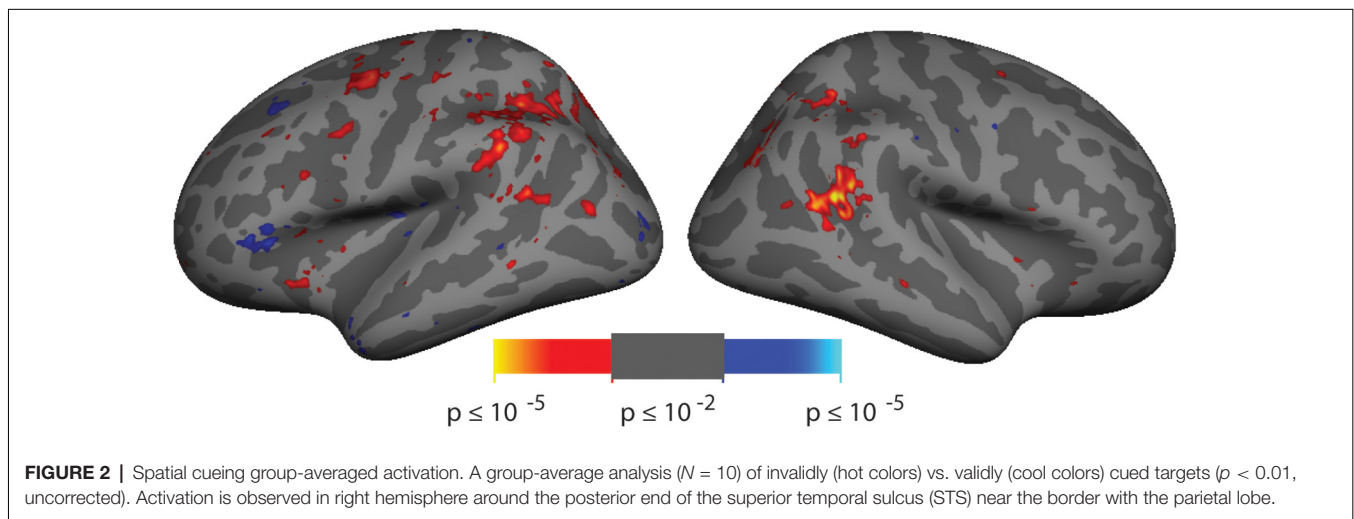 p ≤ 10 -5 p ≤ 10 -2 p ≤ 10 -5
FIGURE 2 | Spatial cueing group-averaged activation. A group-average analysis (N = 10) of invalidly (hot colors) vs. validly (cool colors) cued targets (p < 0.01,
uncorrected). Activation is observed in right hemisphere around the posterior end of the superior temporal sulcus (STS) near the border with the parietal lobe.